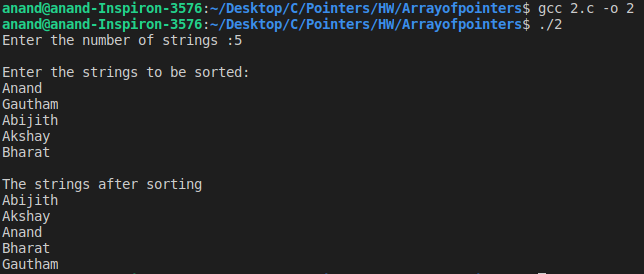 anand@anand-Inspiron-3576:~/Desktop/C/Pointers/HW/Arrayofpointers$ gcc 2.c -o 2
anand@anand-Inspiron-3576:~/Desktop/C/Pointers/HW/Arrayofpointers$ ./2
Enter the number of strings :5
Enter the strings to be sorted:
Anand
Gautham
Abijith
Akshay
Bharat
The strings after sorting
Abijith
Akshay
Anand
Bharat
Gautham